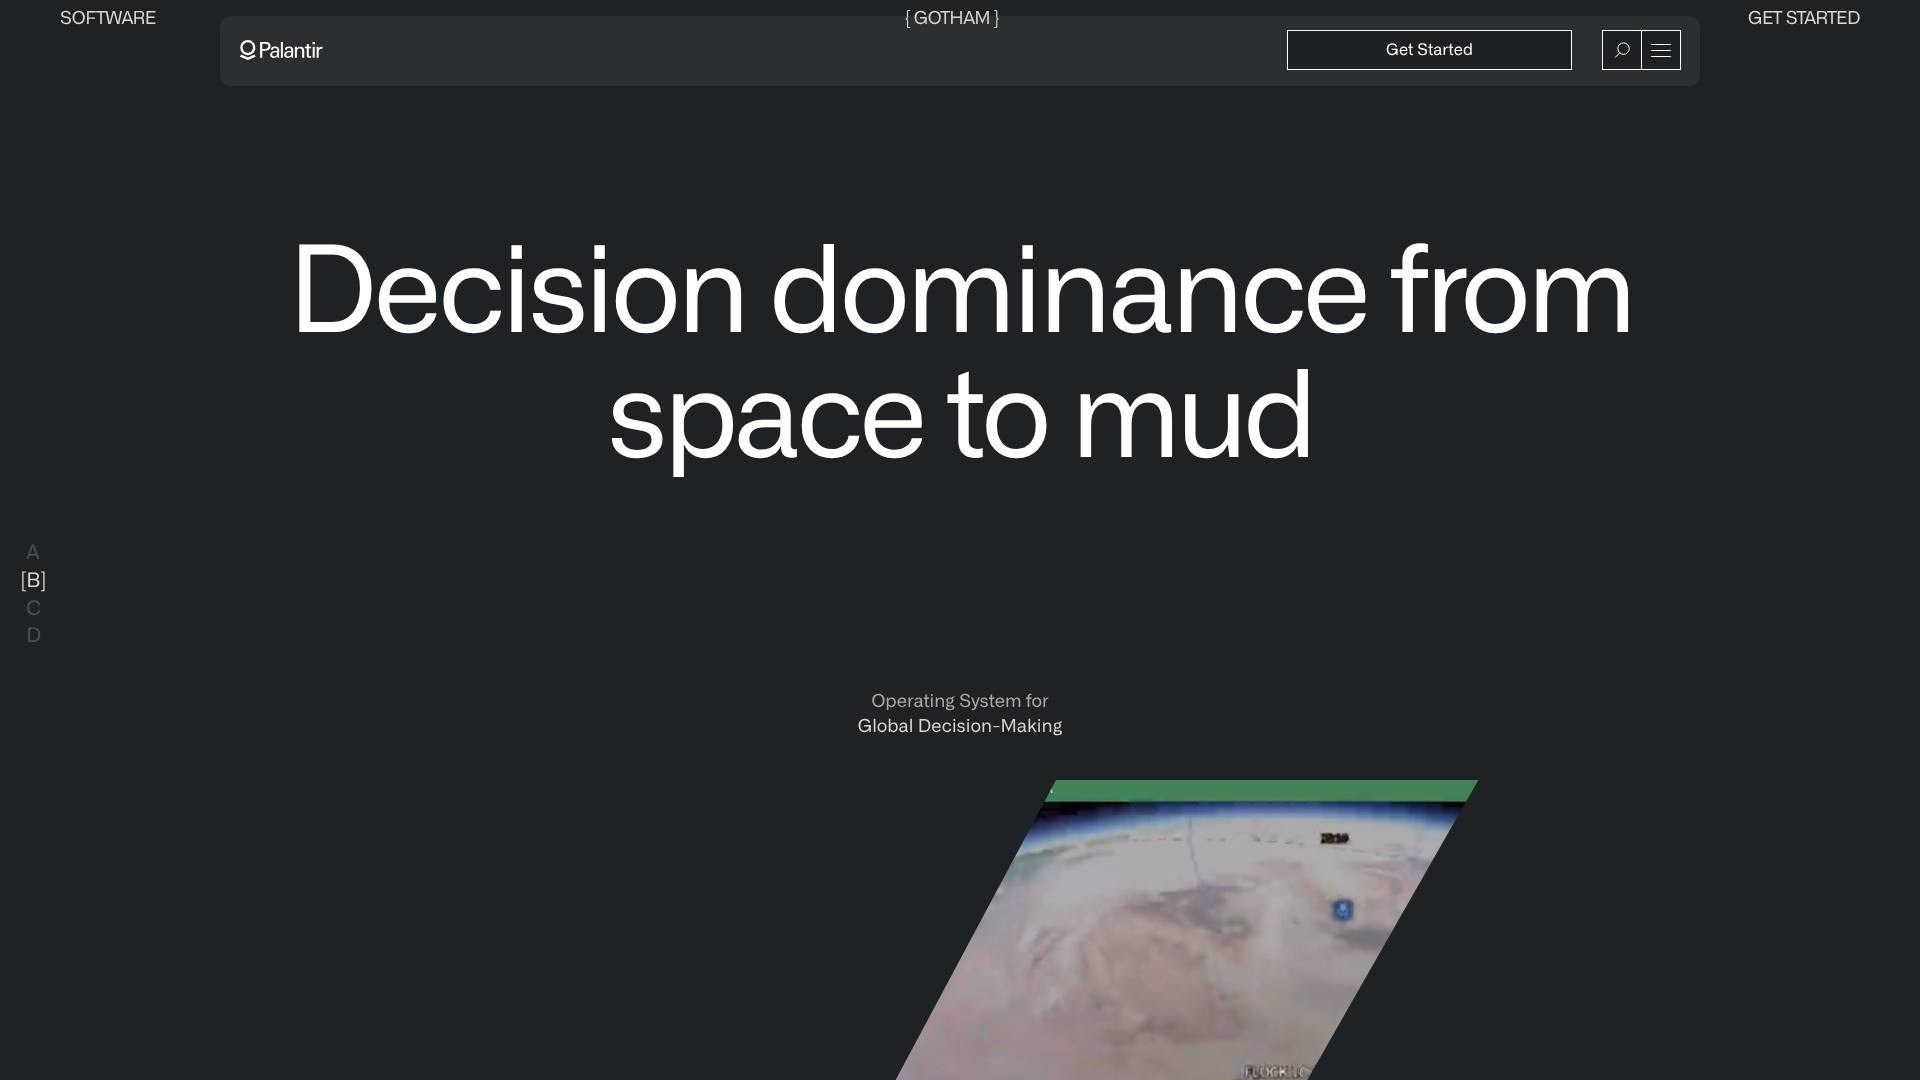 SOFTWARE
{ GOTHAM }
GET STARTED
Palantir
Get Started
Decision dominance from
space to mud
A
[B]
C
D
Operating System for
Global Decision-Making